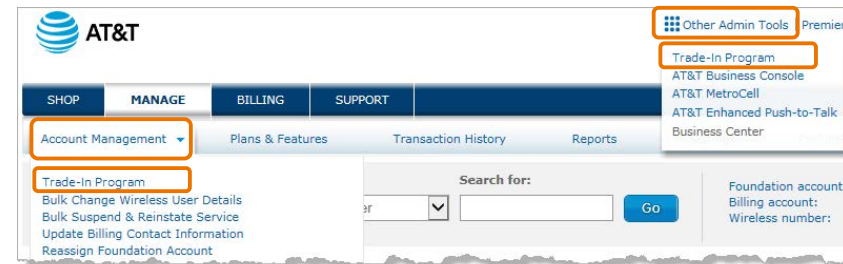 AT&T
Other Admin Tools Premier
Trade-In Program
AT&T Business Console
AT&T MetroCell
AT&T Enhanced Push-to-Talk
Business Center
SHOP MANAGE BILLING SUPPORT
Account Management Plans & Features Transaction History Reports
Trade-In Program
Bulk Change Wireless User Details
Bulk Suspend & Reinstate Service
Update Billing Contact Information
Reassign Foundation Account
er
Search for:
Go
Foundation account
Billing account:
Wireless number: